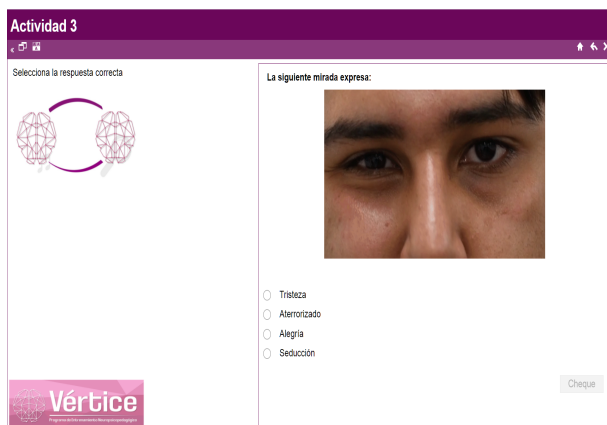 Actividad 3
Selecciona la respuesta correcta
La siguiente mirada expresa:
Tristeza
Aterrorizado
Alegría
Seducción
Cheque
Vértice